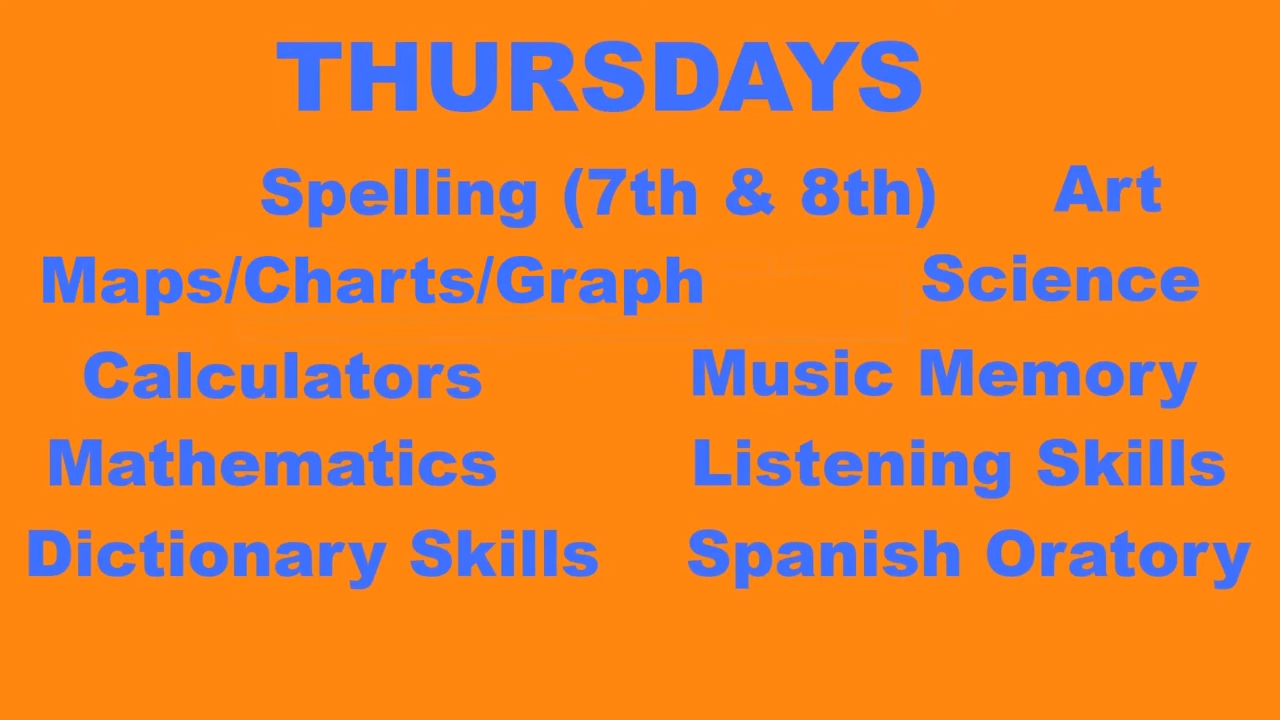 THURSDAYS
Spelling (7th & 8th) Art
Maps/Charts/Graph Science
Calculators Music Memory
Mathematics Listening Skills
Dictionary Skills Spanish Oratory